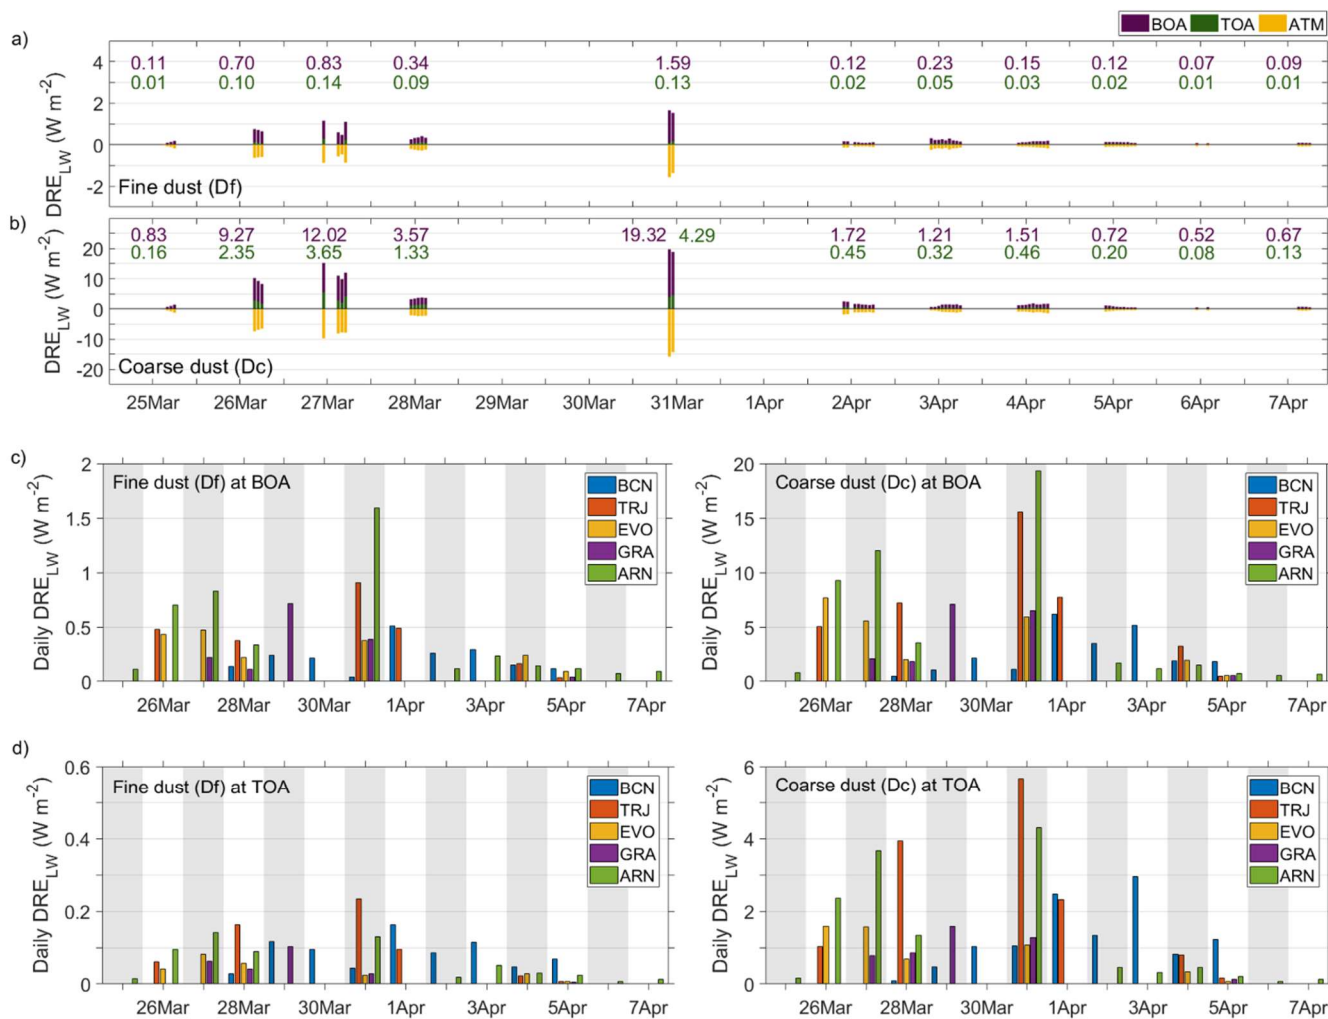 BOA TOA ATM
a)
DRE_LW (W m^-2)
4
2
0
-2
0.11 0.70 0.83 0.34 1.59 0.12 0.23 0.15 0.12 0.07 0.09
0.01 0.10 0.14 0.09 0.13 0.02 0.05 0.03 0.02 0.01 0.01
Fine dust (Df)
b)
DRE_LW (W m^-2)
20
10
0
-10
-20
0.83 9.27 12.02 3.57 19.32 4.29 1.72 1.21 1.51 0.72 0.52 0.67
0.16 2.35 3.65 1.33 0.45 0.32 0.46 0.20 0.08 0.13
Coarse dust (Dc)
25Mar 26Mar 27Mar 28Mar 29Mar 30Mar 31Mar 1Apr 2Apr 3Apr 4Apr 5Apr 6Apr 7Apr
c)
Daily DRE_LW (W m^-2)
2
1.5
1
0.5
0
Fine dust (Df) at BOA
BCN
TRJ
EVO
GRA
ARN
26Mar 28Mar 30Mar 1Apr 3Apr 5Apr 7Apr
Daily DRE_LW (W m^-2)
20
15
10
5
0
Coarse dust (Dc) at BOA
BCN
TRJ
EVO
GRA
ARN
26Mar 28Mar 30Mar 1Apr 3Apr 5Apr 7Apr
d)
Daily DRE_LW (W m^-2)
0.6
0.4
0.2
0
Fine dust (Df) at TOA
BCN
TRJ
EVO
GRA
ARN
26Mar 28Mar 30Mar 1Apr 3Apr 5Apr 7Apr
Daily DRE_LW (W m^-2)
6
4
2
0
Coarse dust (Dc) at TOA
BCN
TRJ
EVO
GRA
ARN
26Mar 28Mar 30Mar 1Apr 3Apr 5Apr 7Apr